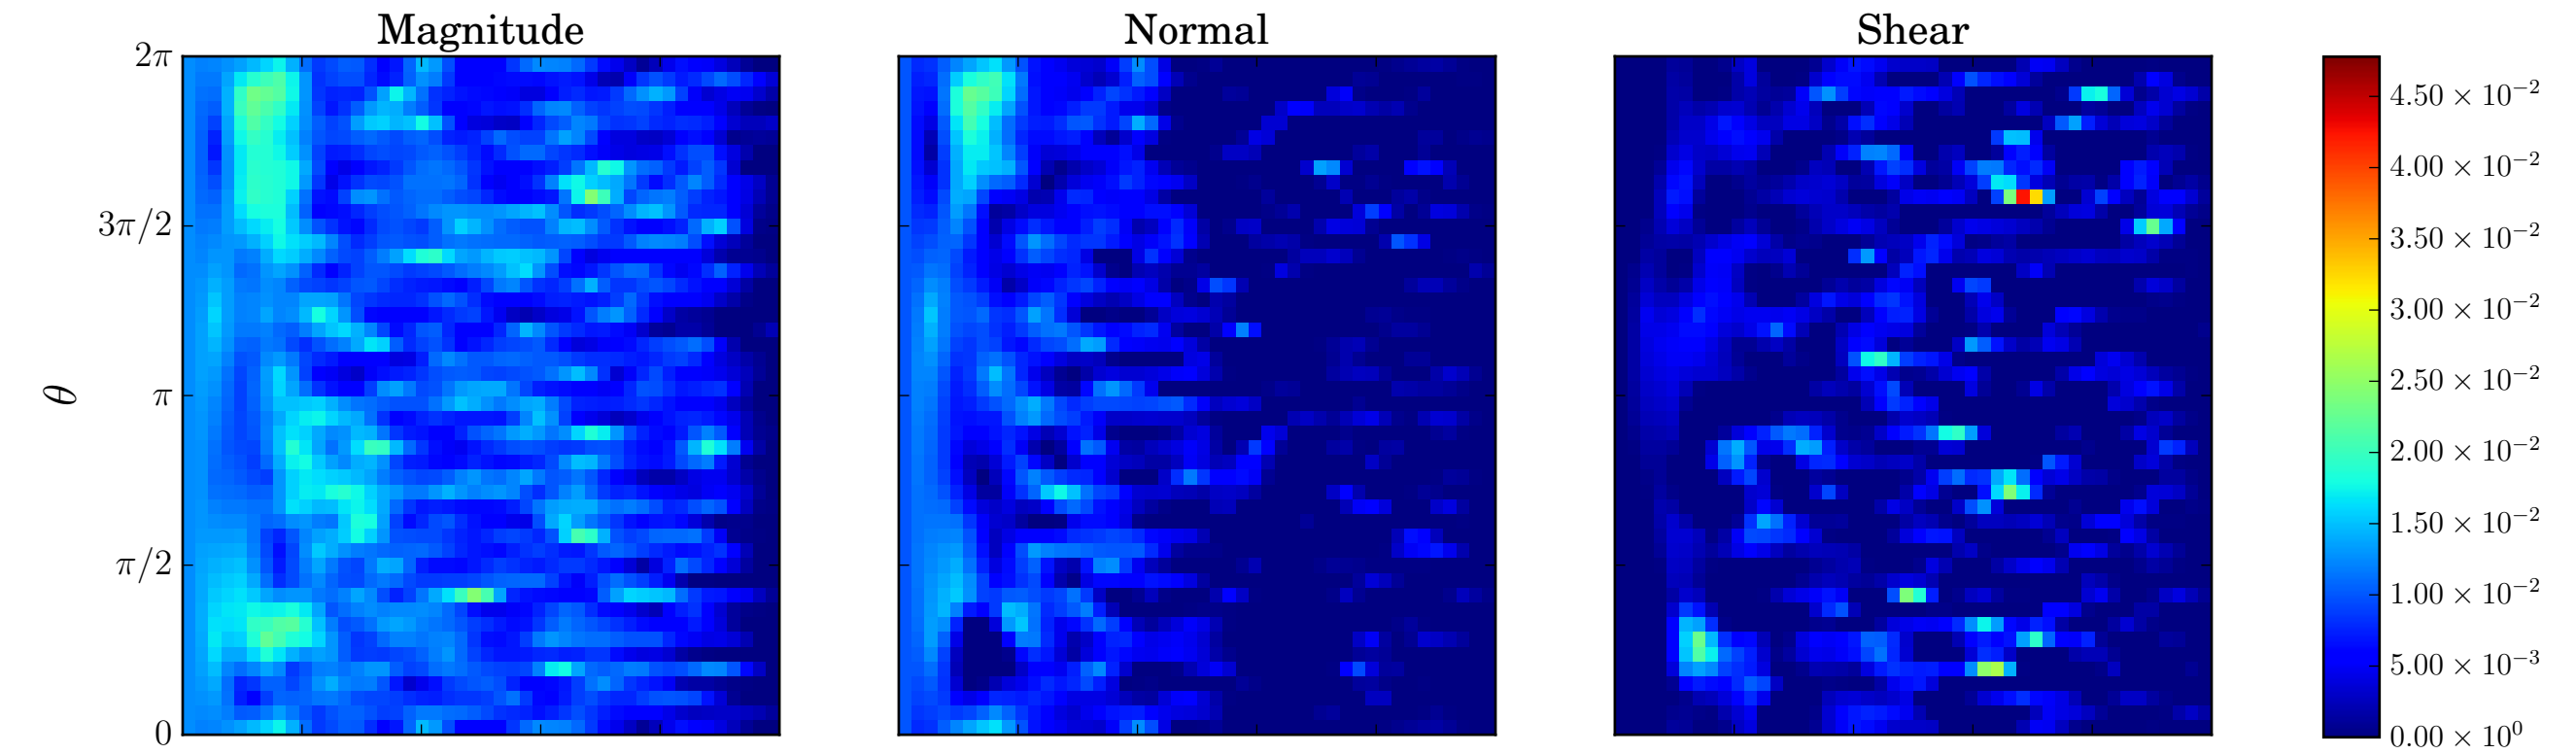 Magnitude
Normal
Shear
2π
3π/2
π
π/2
0
θ
4.50 × 10⁻²
4.00 × 10⁻²
3.50 × 10⁻²
3.00 × 10⁻²
2.50 × 10⁻²
2.00 × 10⁻²
1.50 × 10⁻²
1.00 × 10⁻²
5.00 × 10⁻³
0.00 × 10⁰